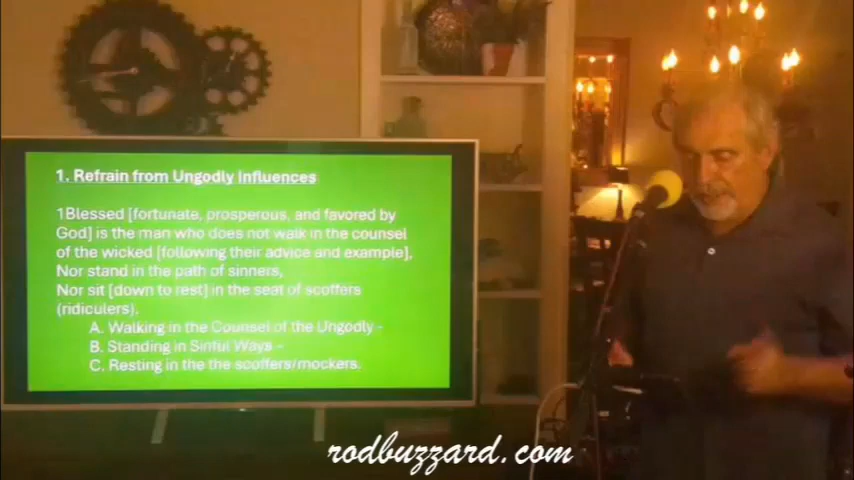 1. Refrain from Ungodly Influences
1Blessed [fortunate, prosperous, and favored by
God] is the man who does not walk in the counsel
of the wicked [following their advice and example],
Nor stand in the path of sinners,
Nor sit [down to rest] in the seat of scoffers
(ridiculers).
A. Walking in the Counsel of the Ungodly -
B. Standing in Sinful Ways -
C. Resting in the the scoffers/mockers.
rodbuzzard.com